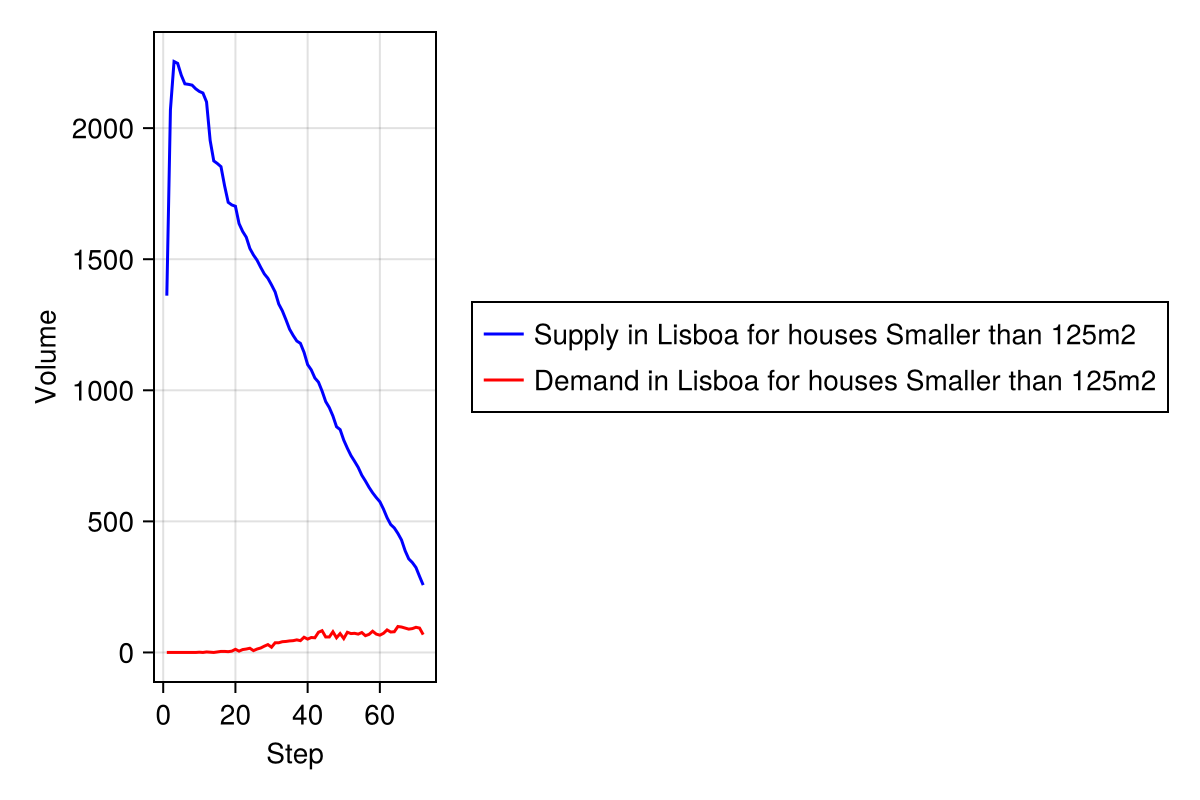 2000
1500
1000
500
0
Volume
0 20 40 60
Step
Supply in Lisboa for houses Smaller than 125m2
Demand in Lisboa for houses Smaller than 125m2